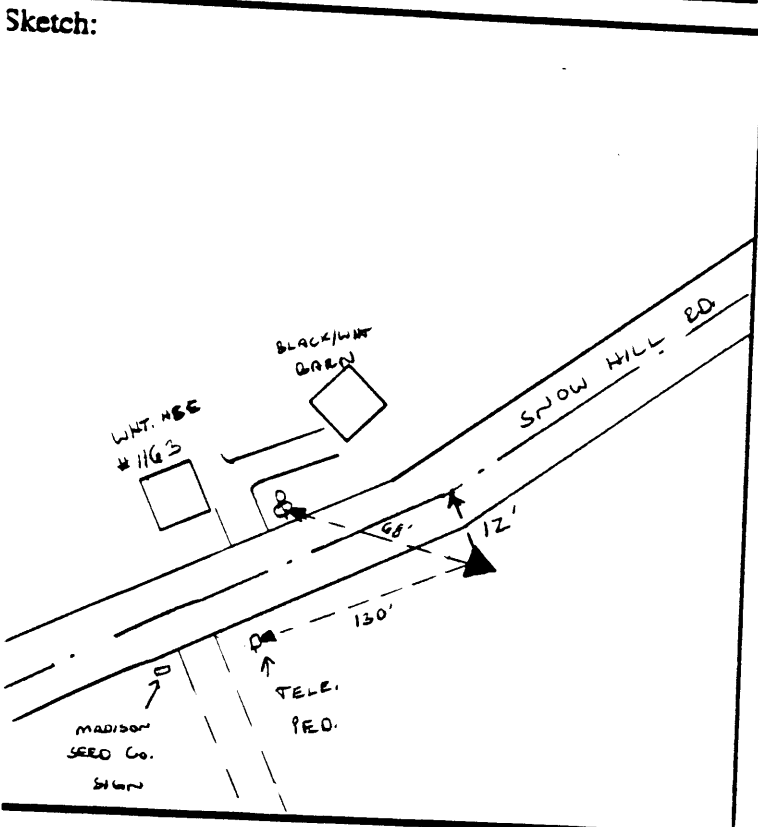 Sketch:
BLACK/WHT
BARN
SNOW HILL RD.
WHT. HSE
#1163
68'
12'
130'
TELE.
PED.
MADISON
SEED Co.
SIGN